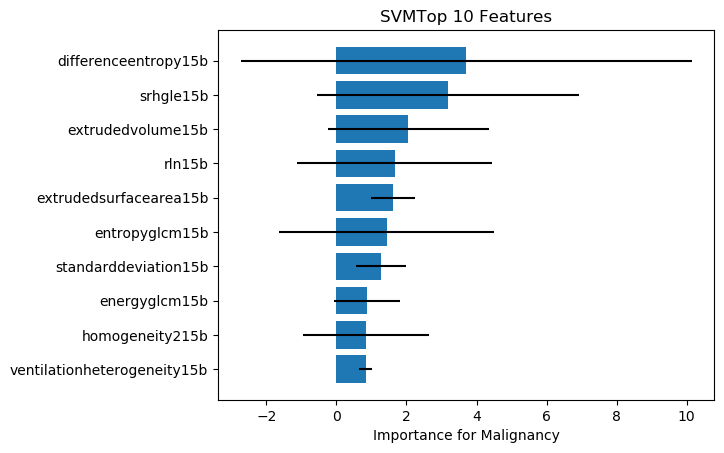 SVMTop 10 Features
differenceentropy15b
srhgle15b
extrudedvolume15b
rln15b
extrudedsurfacearea15b
entropyglcm15b
standarddeviation15b
energyglcm15b
homogeneity215b
ventilationheterogeneity15b
−2 0 2 4 6 8 10
Importance for Malignancy